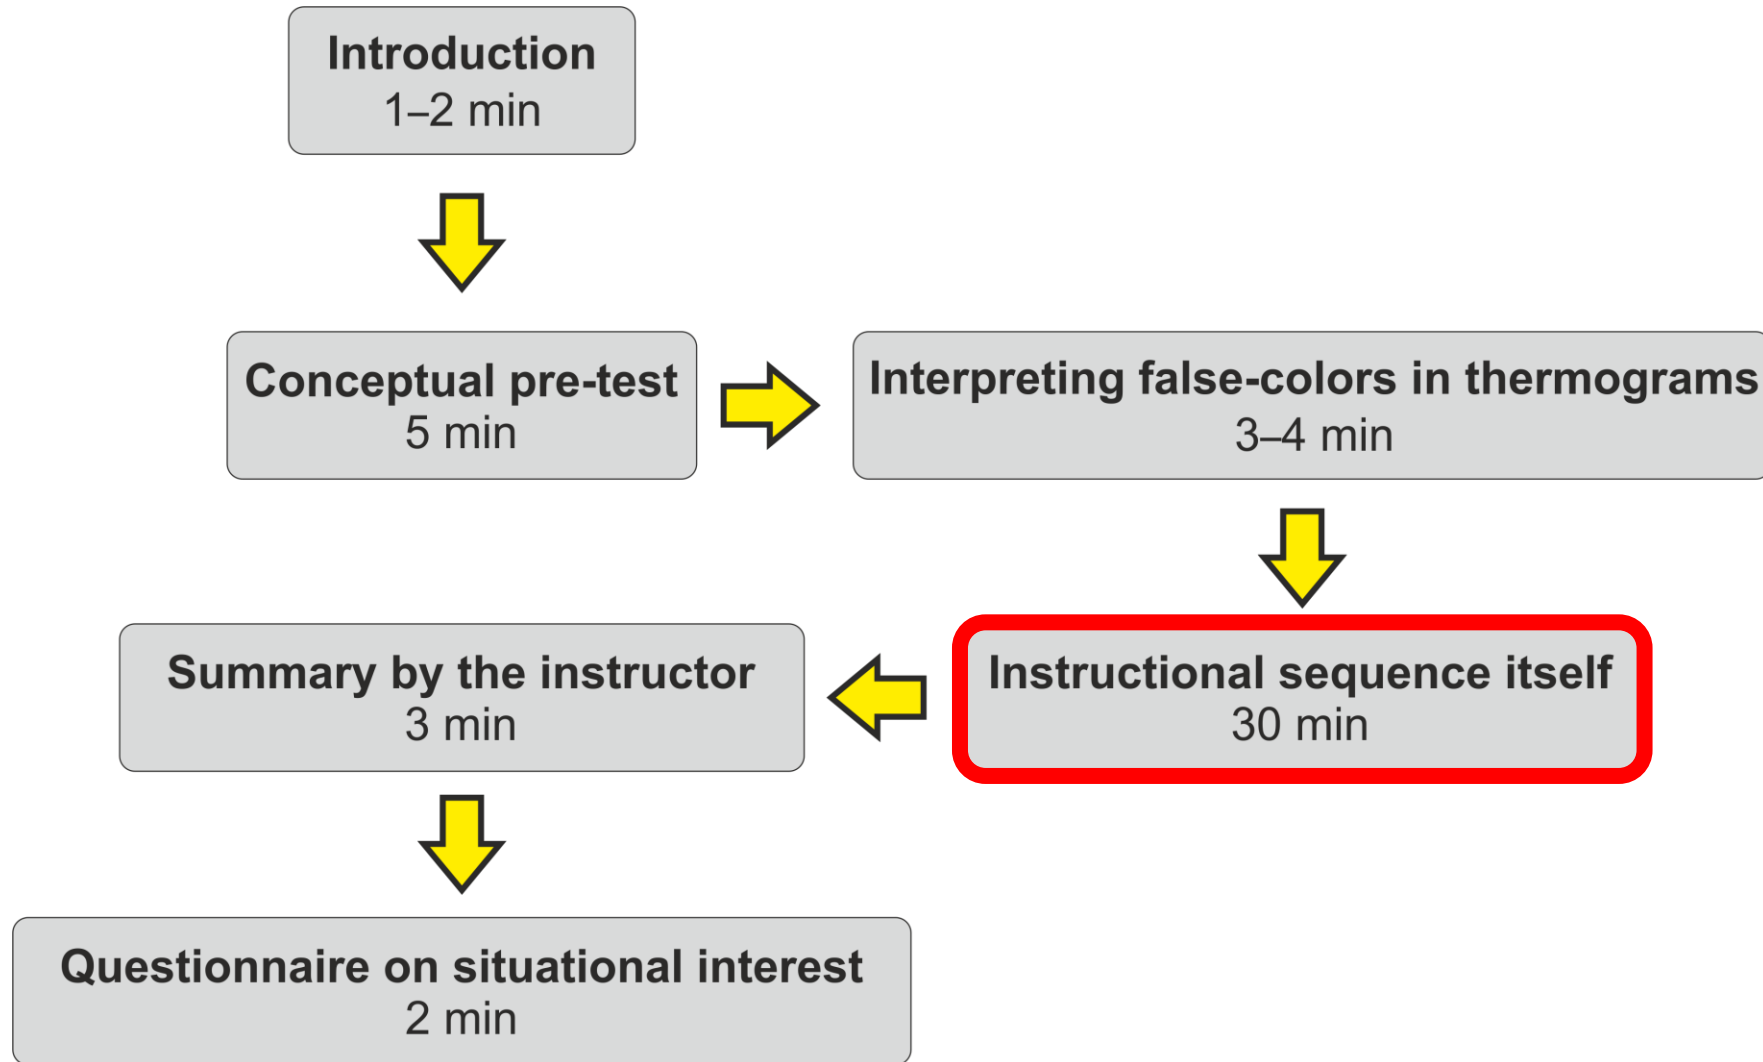 Introduction
1–2 min
Conceptual pre-test
5 min
Interpreting false-colors in thermograms
3–4 min
Instructional sequence itself
30 min
Summary by the instructor
3 min
Questionnaire on situational interest
2 min